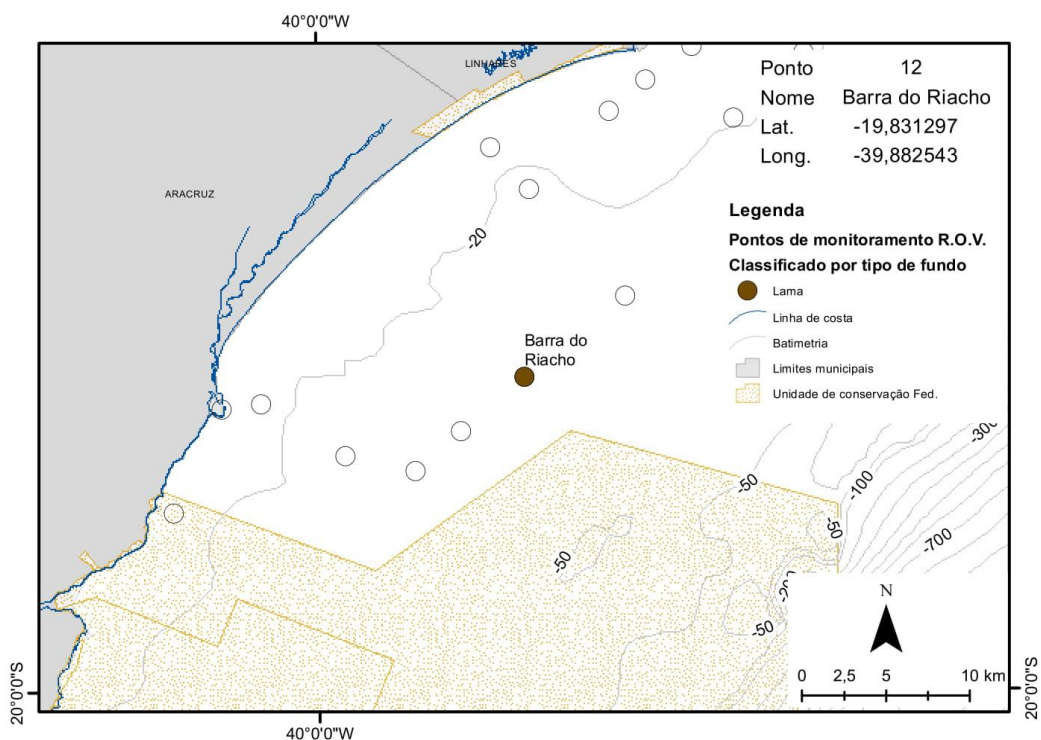 40°0'0"W
LINHARES
Ponto 12
Nome Barra do Riacho
Lat. -19,831297
Long. -39,882543
ARACRUZ
Legenda
Pontos de monitoramento R.O.V.
Classificado por tipo de fundo
Lama
Linha de costa
Batimetria
Limites municipais
Unidade de conservação Fed.
-20
Barra do
Riacho
-300
-50
-100
-50
-700
-50
-200
-50
N
0 2,5 5 10 km
20°0'0"S
20°0'0"S
40°0'0"W